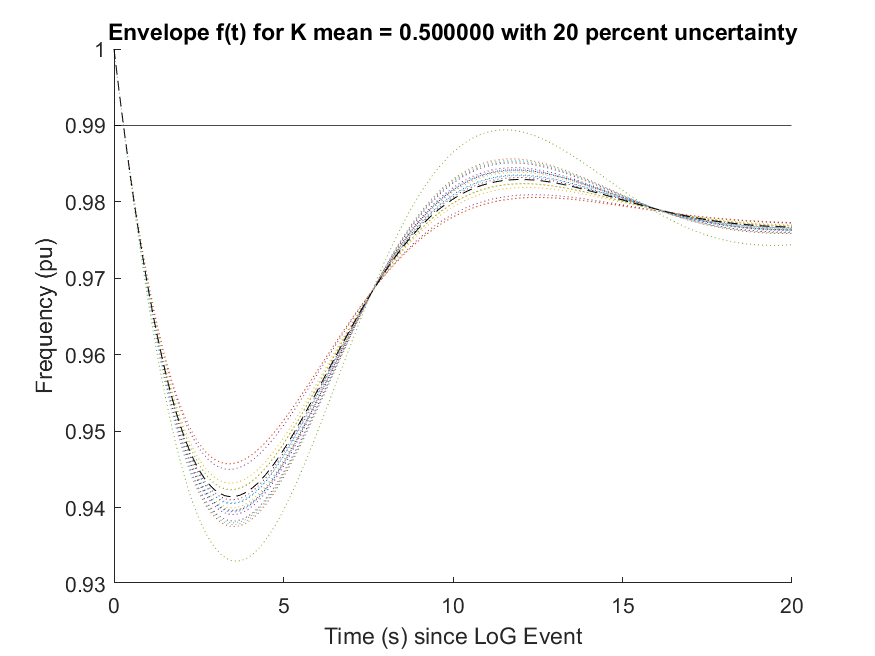 Envelope f(t) for K mean = 0.500000 with 20 percent uncertainty
1
0.99
0.98
0.97
0.96
0.95
0.94
0.93
Frequency (pu)
0 5 10 15 20
Time (s) since LoG Event